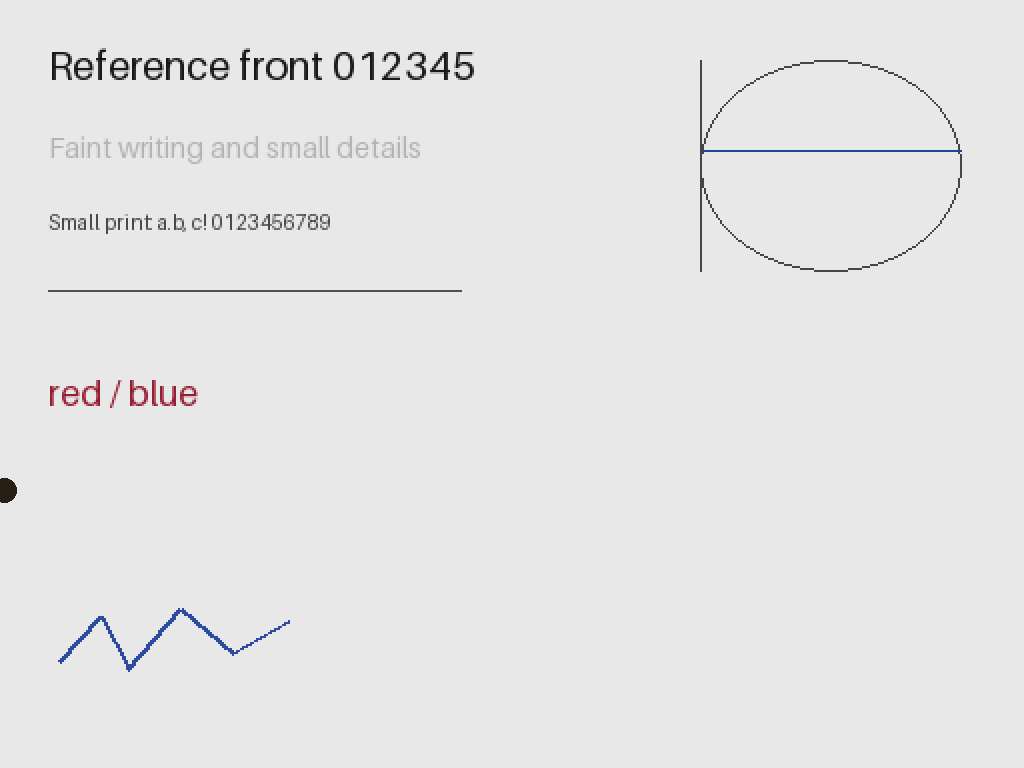 Reference front 012345
Faint writing and small details
Small print a.b, c! 0123456789
red / blue